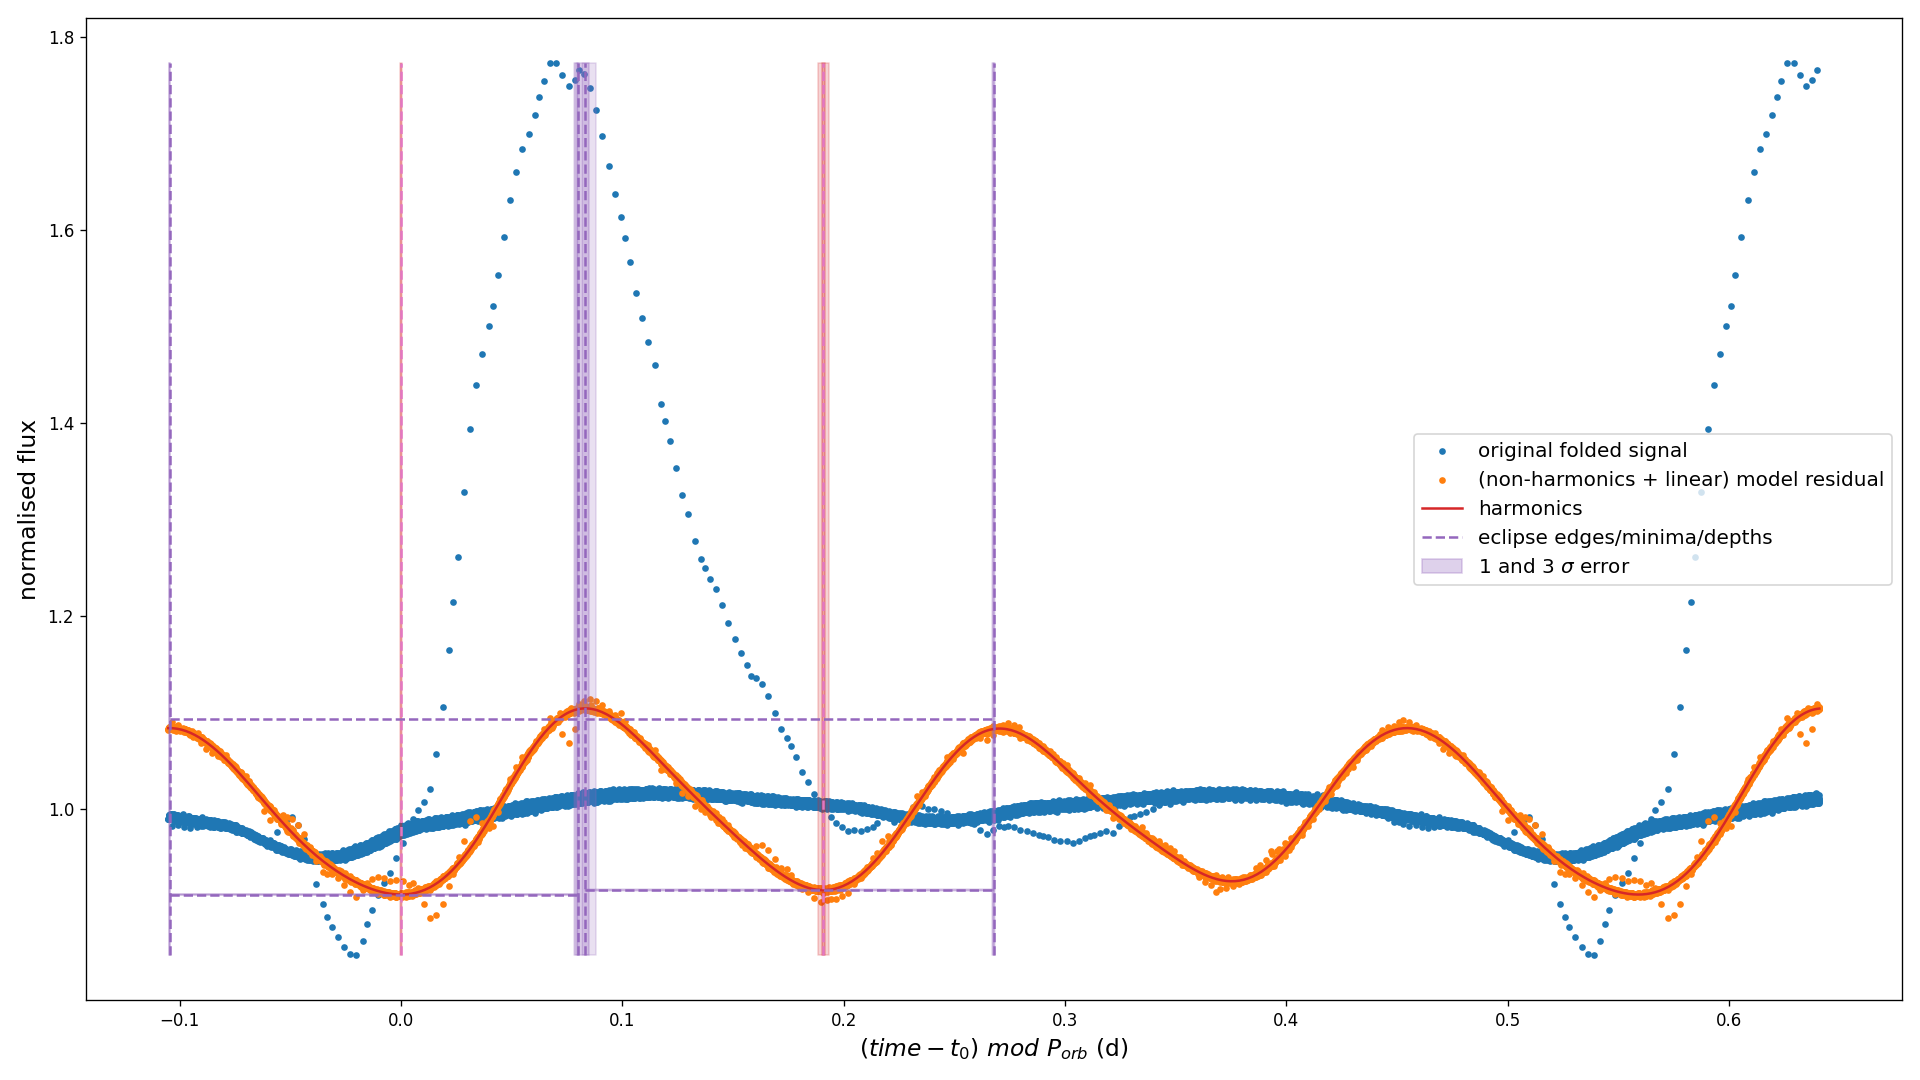 1.8
1.6
1.4
1.2
1.0
normalised flux
original folded signal
(non-harmonics + linear) model residual
harmonics
eclipse edges/minima/depths
1 and 3 σ error
−0.1 0.0 0.1 0.2 0.3 0.4 0.5 0.6
(time − t₀) mod Pₒᵣb (d)